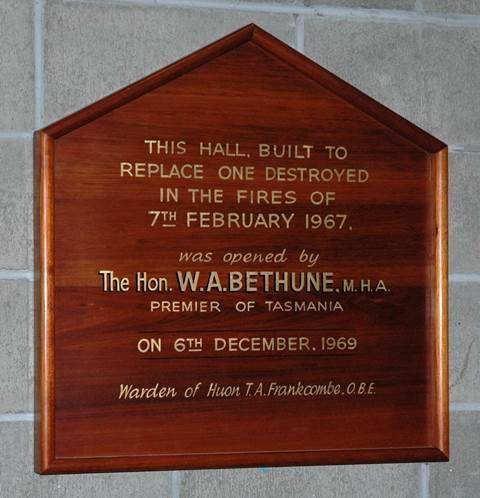 THIS HALL, BUILT TO
REPLACE ONE DESTROYED
IN THE FIRES OF
7TH FEBRUARY 1967.
was opened by
The Hon. W.A.BETHUNE. M.H.A.
PREMIER OF TASMANIA
ON 6TH DECEMBER. 1969
Warden of Huon T.A.Frankcombe. O.B.E.